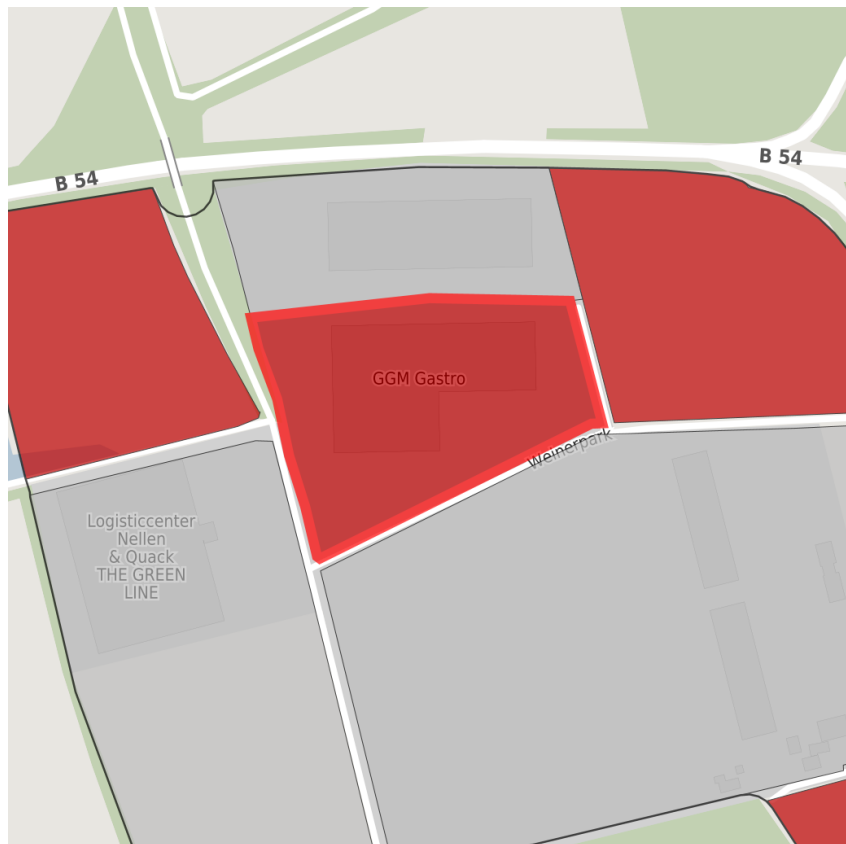 B 54
B 54
GGM Gastro
Weinerpark
Logisticcenter
Nellen
& Quack
THE GREEN
LINE